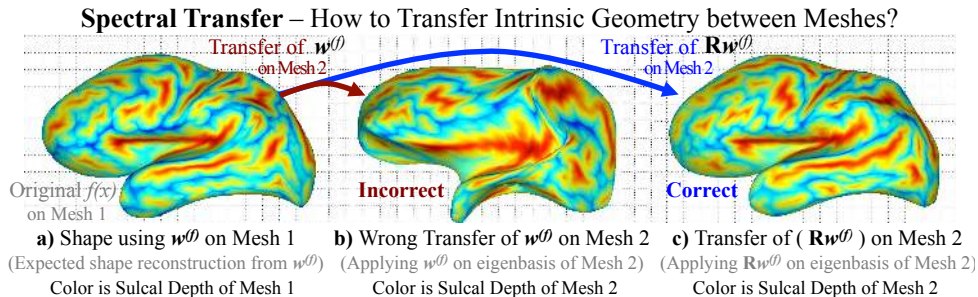 Spectral Transfer – How to Transfer Intrinsic Geometry between Meshes?
Transfer of w^(f)
on Mesh 2
Transfer of Rw^(f)
on Mesh 2
Original f(x)
on Mesh 1
Incorrect
Correct
a) Shape using w^(f) on Mesh 1
(Expected shape reconstruction from w^(f))
Color is Sulcal Depth of Mesh 1
b) Wrong Transfer of w^(f) on Mesh 2
(Applying w^(f) on eigenbasis of Mesh 2)
Color is Sulcal Depth of Mesh 2
c) Transfer of ( Rw^(f) ) on Mesh 2
(Applying Rw^(f) on eigenbasis of Mesh 2)
Color is Sulcal Depth of Mesh 2